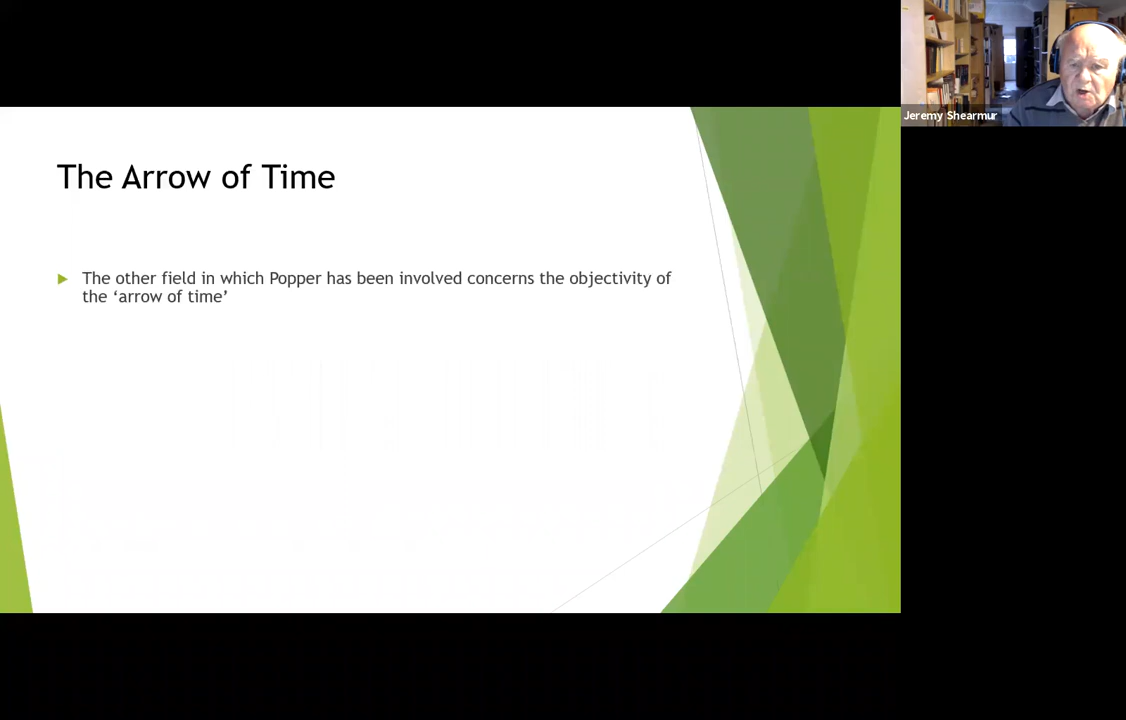 Jeremy Shearmur
The Arrow of Time
The other field in which Popper has been involved concerns the objectivity of
the ‘arrow of time’